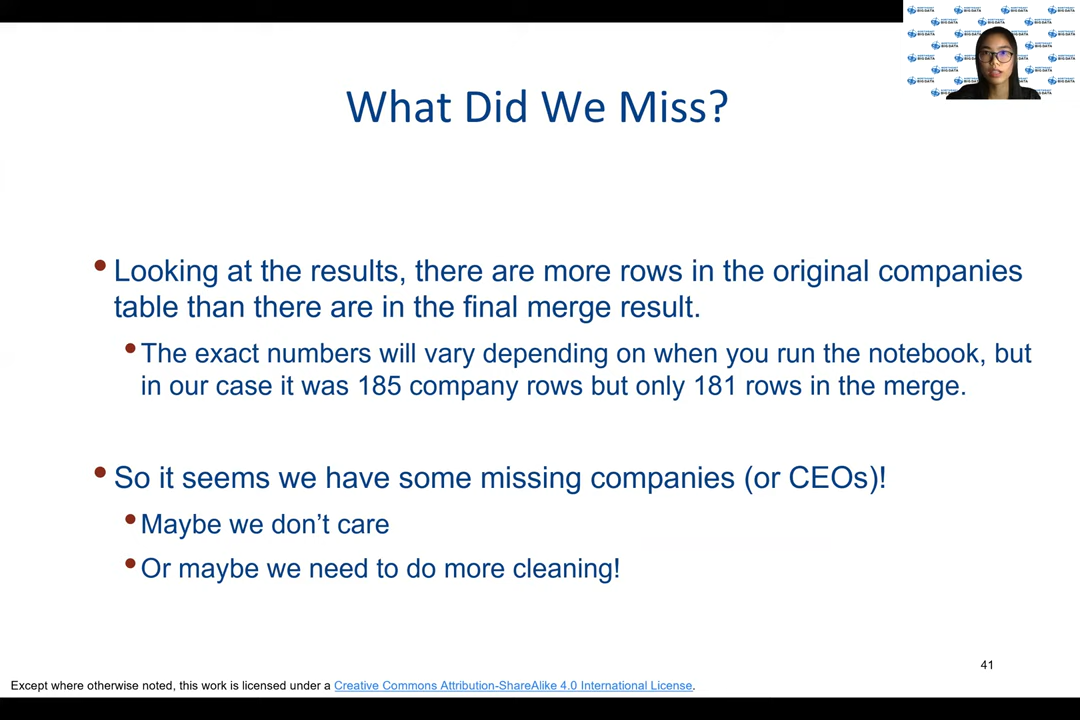 What Did We Miss?
• Looking at the results, there are more rows in the original companies
table than there are in the final merge result.
• The exact numbers will vary depending on when you run the notebook, but
in our case it was 185 company rows but only 181 rows in the merge.
• So it seems we have some missing companies (or CEOs)!
• Maybe we don’t care
• Or maybe we need to do more cleaning!
41
Except where otherwise noted, this work is licensed under a Creative Commons Attribution-ShareAlike 4.0 International License.